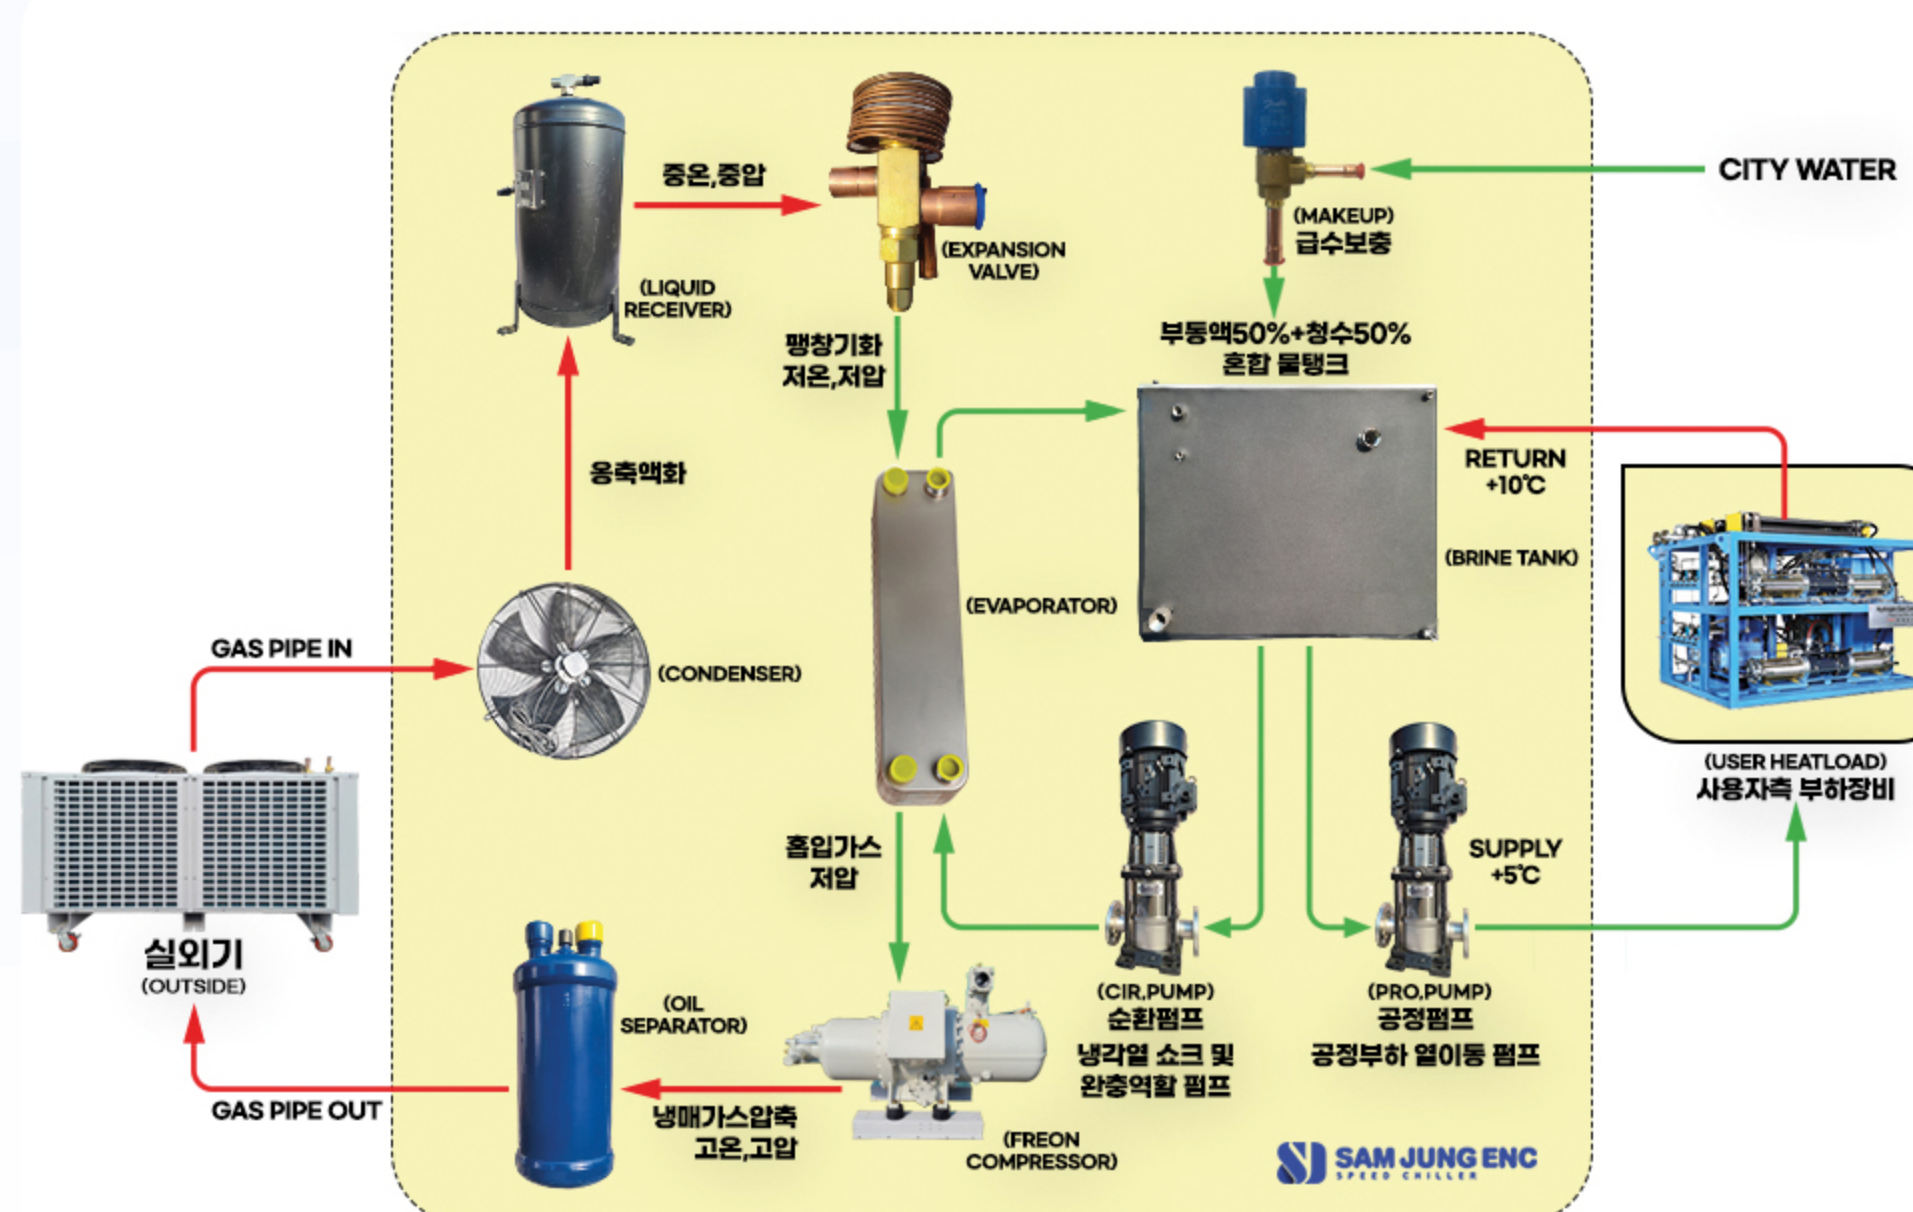 중온,중압
(LIQUID
RECEIVER)
(EXPANSION
VALVE)
(MAKEUP)
급수보충
CITY WATER
팽창기화
저온,저압
부동액50%+청수50%
혼합 물탱크
응축액화
RETURN
+10℃
(BRINE TANK)
(EVAPORATOR)
GAS PIPE IN
(CONDENSER)
(USER HEATLOAD)
사용자측 부하장비
흡입가스
저압
SUPPLY
+5℃
실외기
(OUTSIDE)
(OIL
SEPARATOR)
(CIR,PUMP)
순환펌프
냉각열 쇼크 및
완충역할 펌프
(PRO,PUMP)
공정펌프
공정부하 열이동 펌프
GAS PIPE OUT
냉매가스압축
고온,고압
(FREON
COMPRESSOR)
SAM JUNG ENC
SPEED CHILLER